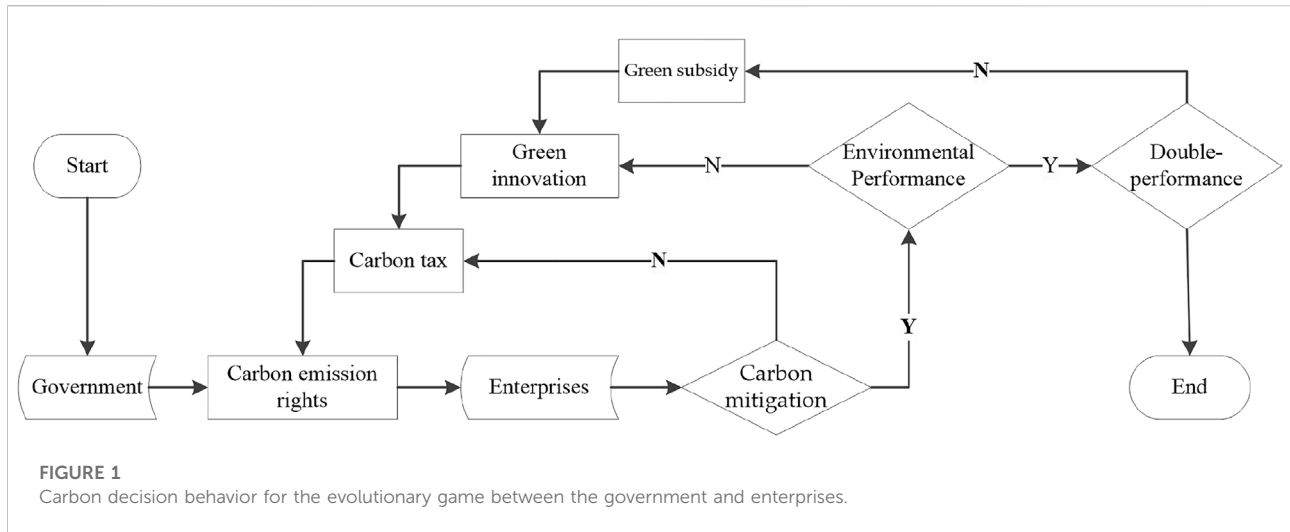 Green subsidy
N
Start
Green
innovation
N
Environmental
Performance
Y
Double-
performance
Carbon tax
N
Y
Government
Carbon emission
rights
Enterprises
Carbon
mitigation
End
FIGURE 1
Carbon decision behavior for the evolutionary game between the government and enterprises.